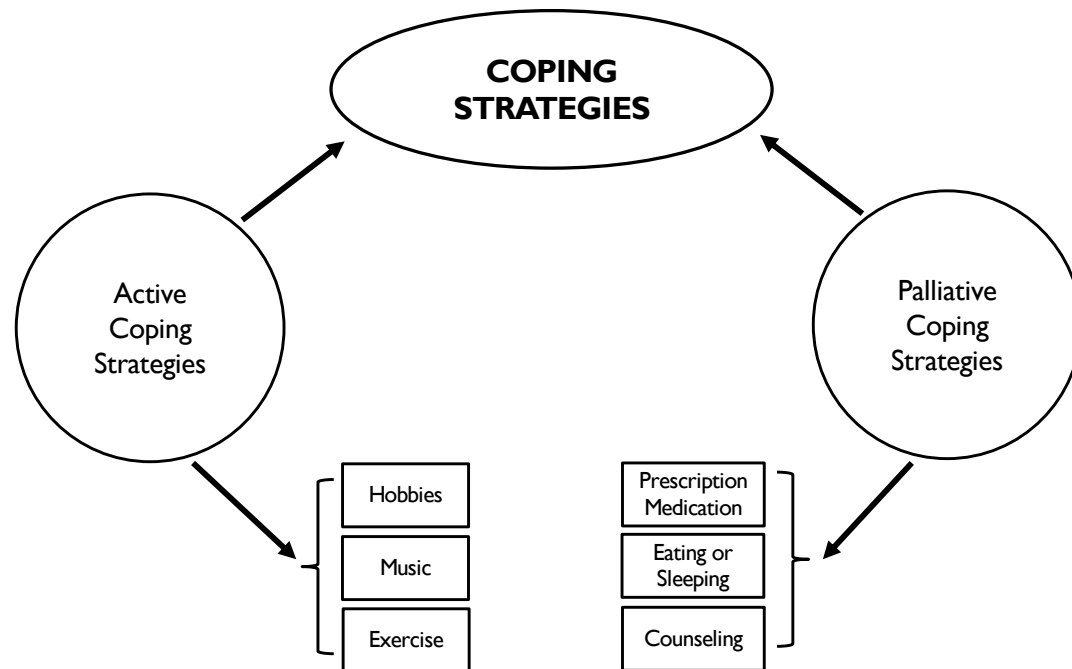 COPING
STRATEGIES
Active
Coping
Strategies
Palliative
Coping
Strategies
Hobbies
Music
Exercise
Prescription
Medication
Eating or
Sleeping
Counseling